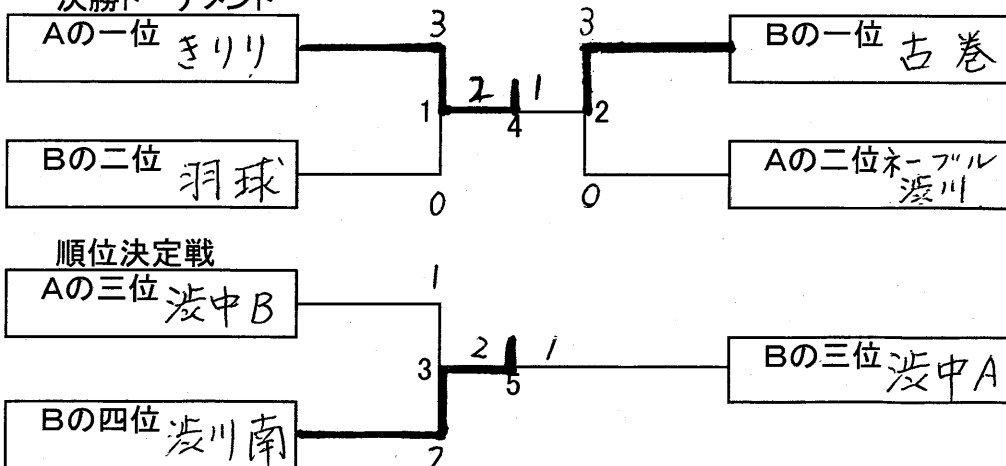 決勝トーナメント
Aの一位 きりり
3
3
Bの一位 古巻
1
2
1
4
2
Bの二位 羽球
0
0
Aの二位 ネーブル
渋川
順位決定戦
Aの三位 渋中B
1
3
2
1
5
Bの三位 渋中A
Bの四位 渋川南
2